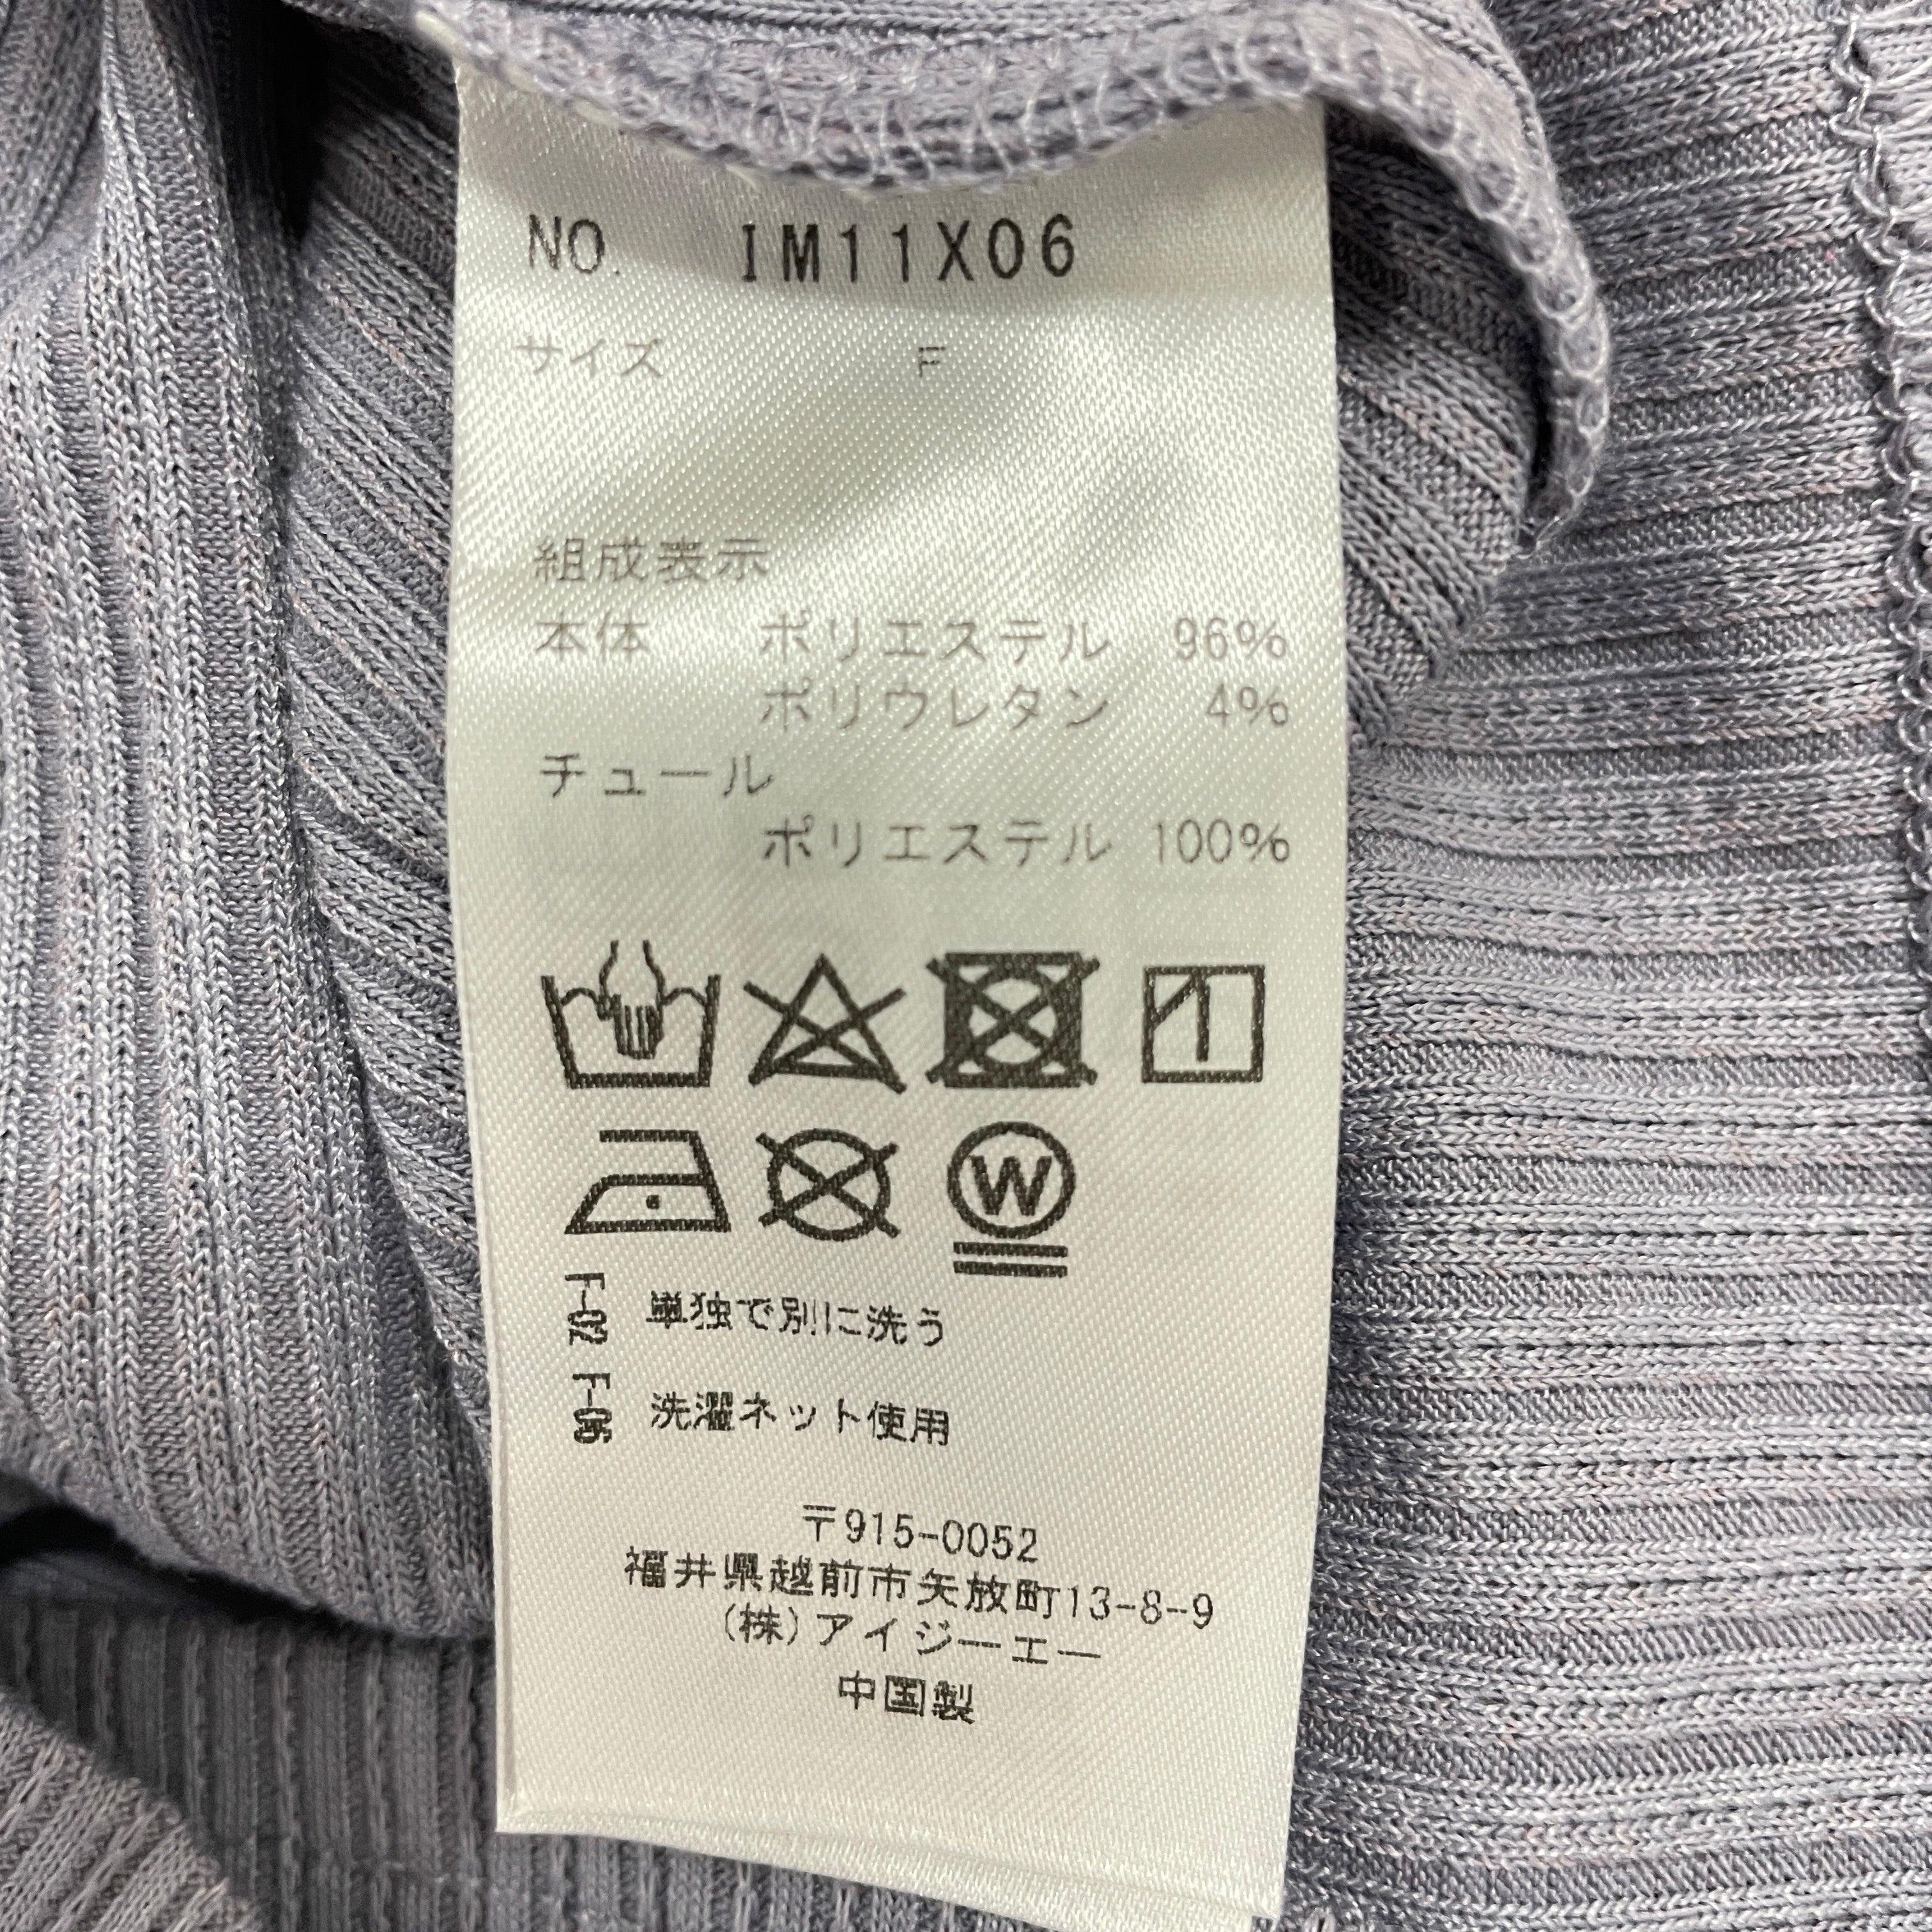 NO. IM11X06
サイズ F
組成表示
本体 ポリエステル 96%
ポリウレタン 4%
チュール
ポリエステル 100%
W
F-02 単独で別に洗う
F-06 洗濯ネット使用
〒915-0052
福井県越前市矢放町13-8-9
(株)アイジーエー
中国製